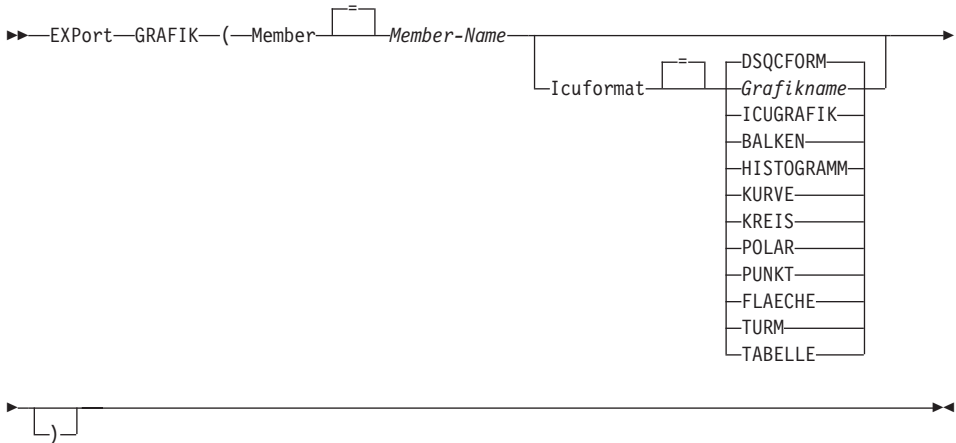 EXPort GRAFIK ( Member = Member-Name
Icuformat = DSQCFORM
Grafikname
ICUGRAFIK
BALKEN
HISTOGRAMM
KURVE
KREIS
POLAR
PUNKT
FLAECHE
TURM
TABELLE
)